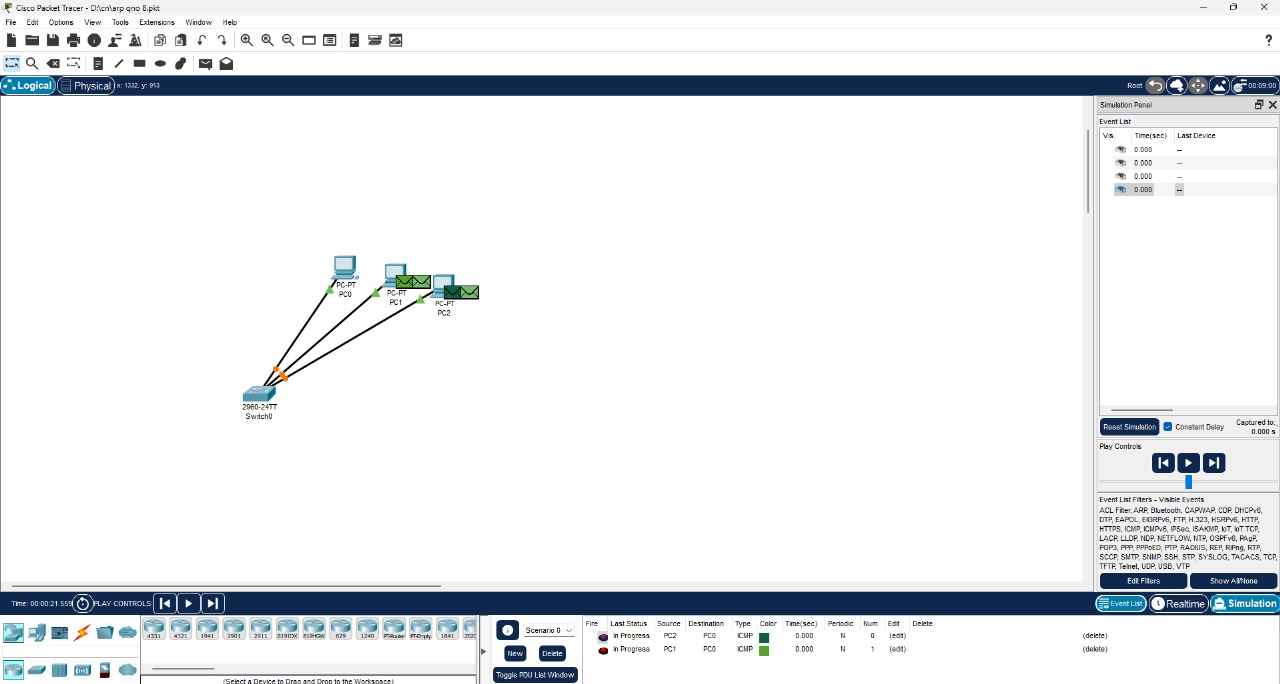 Cisco Packet Tracer - D:\cn\arp qno 8.pkt
File Edit Options View Tools Extensions Window Help
Logical Physical x: 1332, y: 913 Root 00:09:00
Simulation Panel
Event List
Vis. Time(sec) Last Device
0.000 --
0.000 --
0.000 --
0.000 --
PC-PT
PC0
PC-PT
PC1
PC-PT
PC2
2960-24TT
Switch0
Reset Simulation Constant Delay Captured to:
0.000 s
Play Controls
Event List Filters - Visible Events
ACL Filter, ARP, Bluetooth, CAPWAP, CDP, DHCPv6,
DTP, EAPOL, EIGRPv6, FTP, H.323, HSRPv6, HTTP,
HTTPS, ICMP, ICMPv6, IPSec, ISAKMP, IoT, IoT TCP,
LACP, LLDP, NDP, NETFLOW, NTP, OSPFv6, PAgP,
POP3, PPP, PPPoED, PTP, RADIUS, REP, RIPng, RTP,
SCCP, SMTP, SNMP, SSH, STP, SYSLOG, TACACS, TCP,
TFTP, Telnet, UDP, USB, VTP
Edit Filters Show All/None
Time: 00:00:21.559 PLAY CONTROLS: Event List Realtime Simulation
4331 4321 1941 2901 2911 819IOX 819HGW 829 1240 PT-Router PT-Empty 1841
(Select a Device to Drag and Drop to the Workspace)
Scenario 0
New Delete
Toggle PDU List Window
Fire Last Status Source Destination Type Color Time(sec) Periodic Num Edit Delete
In Progress PC2 PC0 ICMP 0.000 N 0 (edit) (delete)
In Progress PC1 PC0 ICMP 0.000 N 1 (edit) (delete)